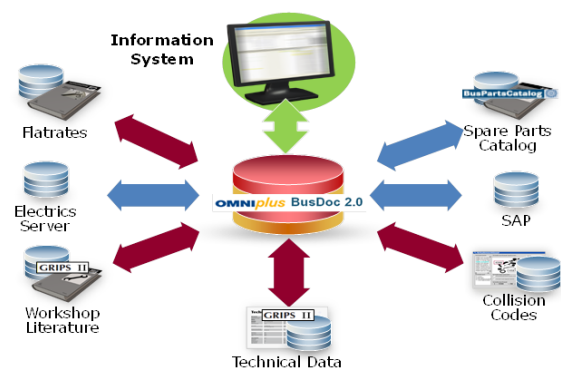 Information
System
Flatrates
BusPartsCatalog
Spare Parts
Catalog
Electrics
Server
OMNIplus BusDoc 2.0
SAP
GRIPS II
Workshop
Literature
GRIPS II
Technical Data
Collision
Codes